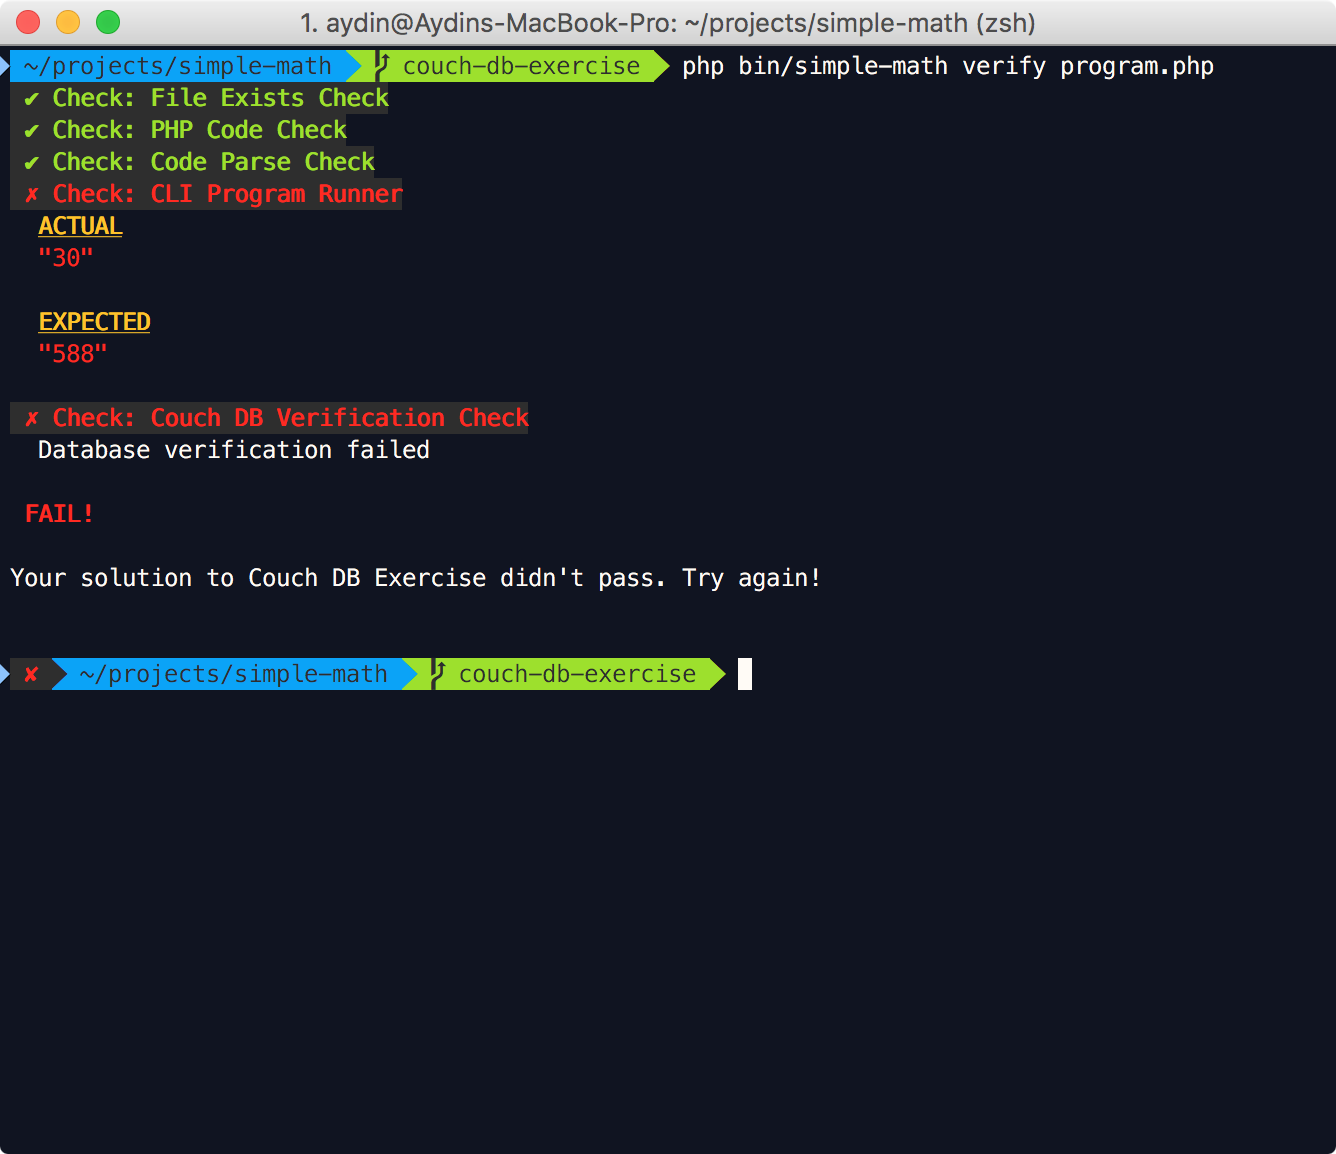 1. aydin@Aydins-MacBook-Pro: ~/projects/simple-math (zsh)
~/projects/simple-math couch-db-exercise php bin/simple-math verify program.php
✔ Check: File Exists Check
✔ Check: PHP Code Check
✔ Check: Code Parse Check
✗ Check: CLI Program Runner
ACTUAL
"30"
EXPECTED
"588"
✗ Check: Couch DB Verification Check
Database verification failed
FAIL!
Your solution to Couch DB Exercise didn't pass. Try again!
✘ ~/projects/simple-math couch-db-exercise